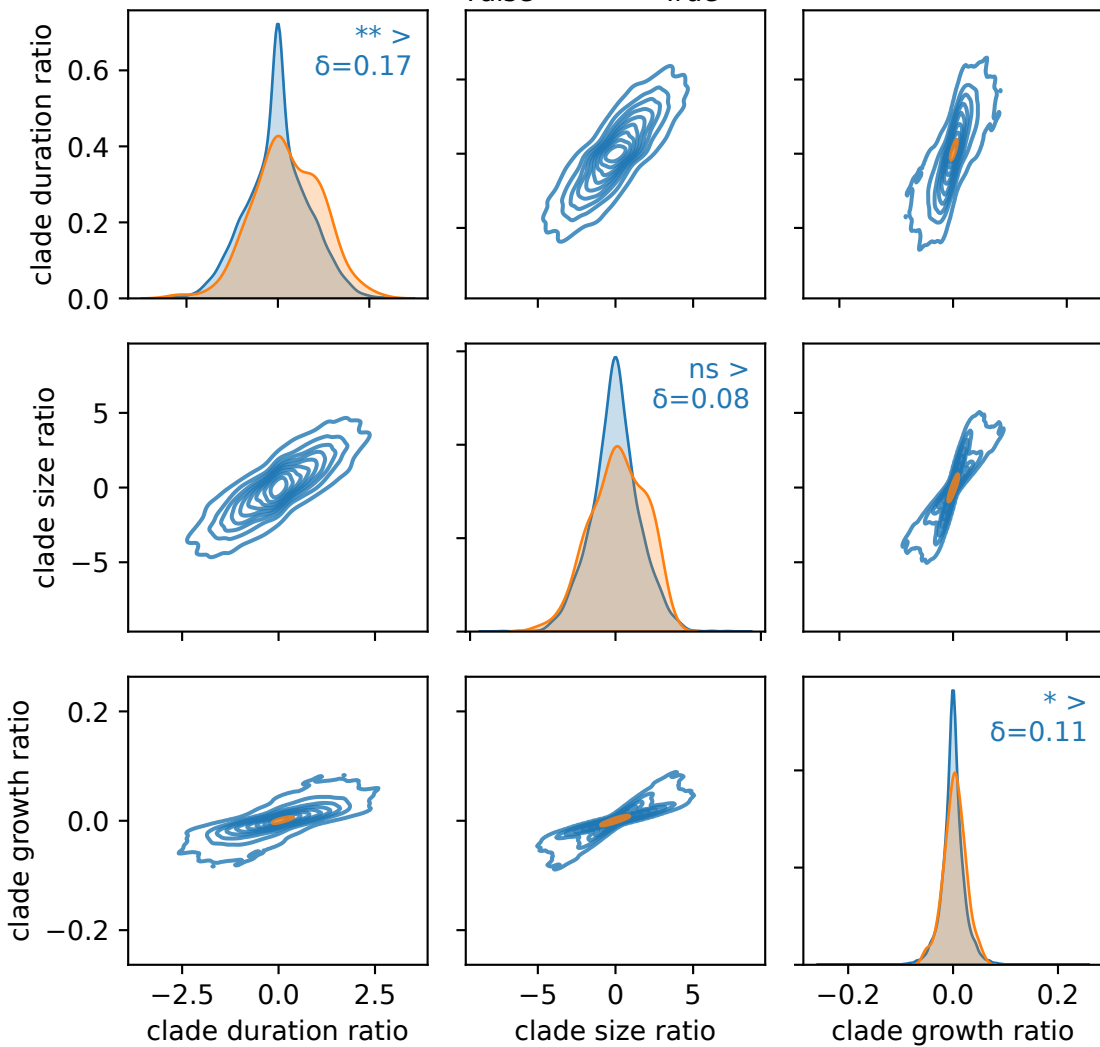 clade duration ratio
0.6
0.4
0.2
0.0
** >
δ=0.17
clade size ratio
5
0
−5
ns >
δ=0.08
clade growth ratio
0.2
0.0
−0.2
* >
δ=0.11
−2.5 0.0 2.5
−5 0 5
−0.2 0.0 0.2
clade duration ratio
clade size ratio
clade growth ratio